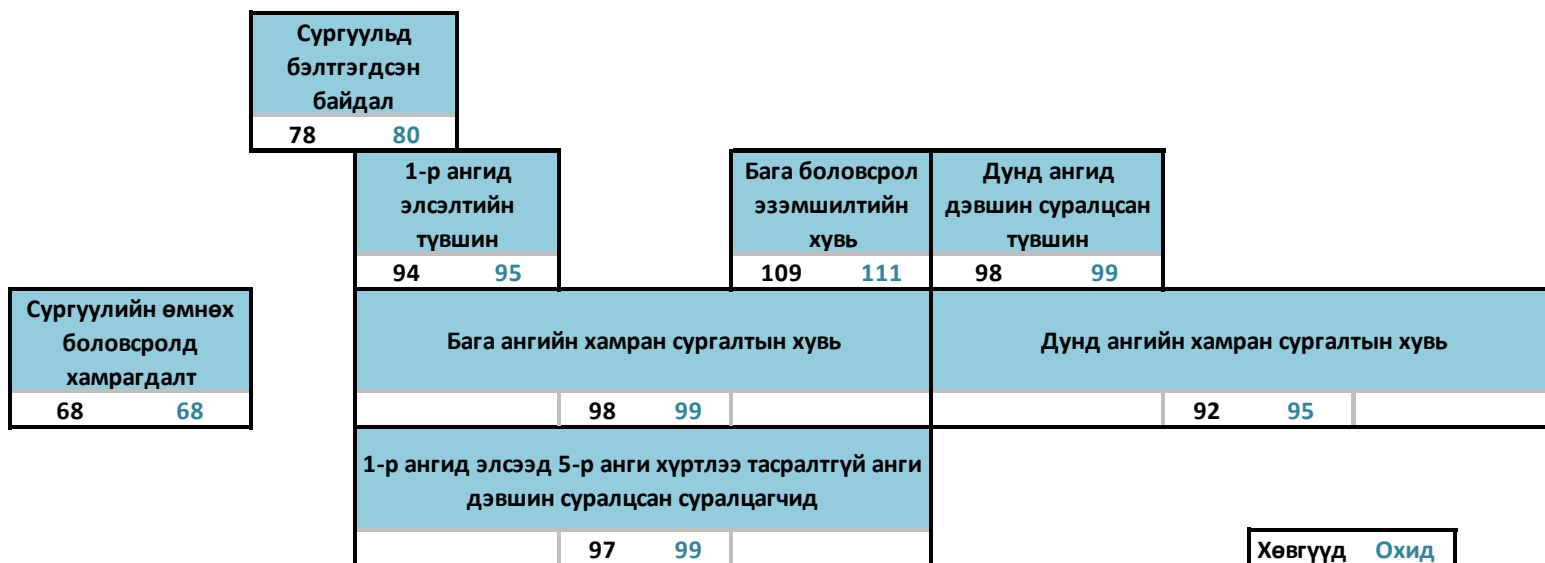 Сургуульд
бэлтгэгдсэн
байдал
78 80
1-р ангид
элсэлтийн
түвшин
94 95
Бага боловсрол
эзэмшилтийн
хувь
109 111
Дунд ангид
дэвшин суралцсан
түвшин
98 99
Сургуулийн өмнөх
боловсролд
хамрагдалт
68 68
Бага ангийн хамран сургалтын хувь
98 99
Дунд ангийн хамран сургалтын хувь
92 95
1-р ангид элсээд 5-р анги хүртлээ тасралтгүй анги
дэвшин суралцсан суралцагчид
97 99
Хөвгүүд Охид